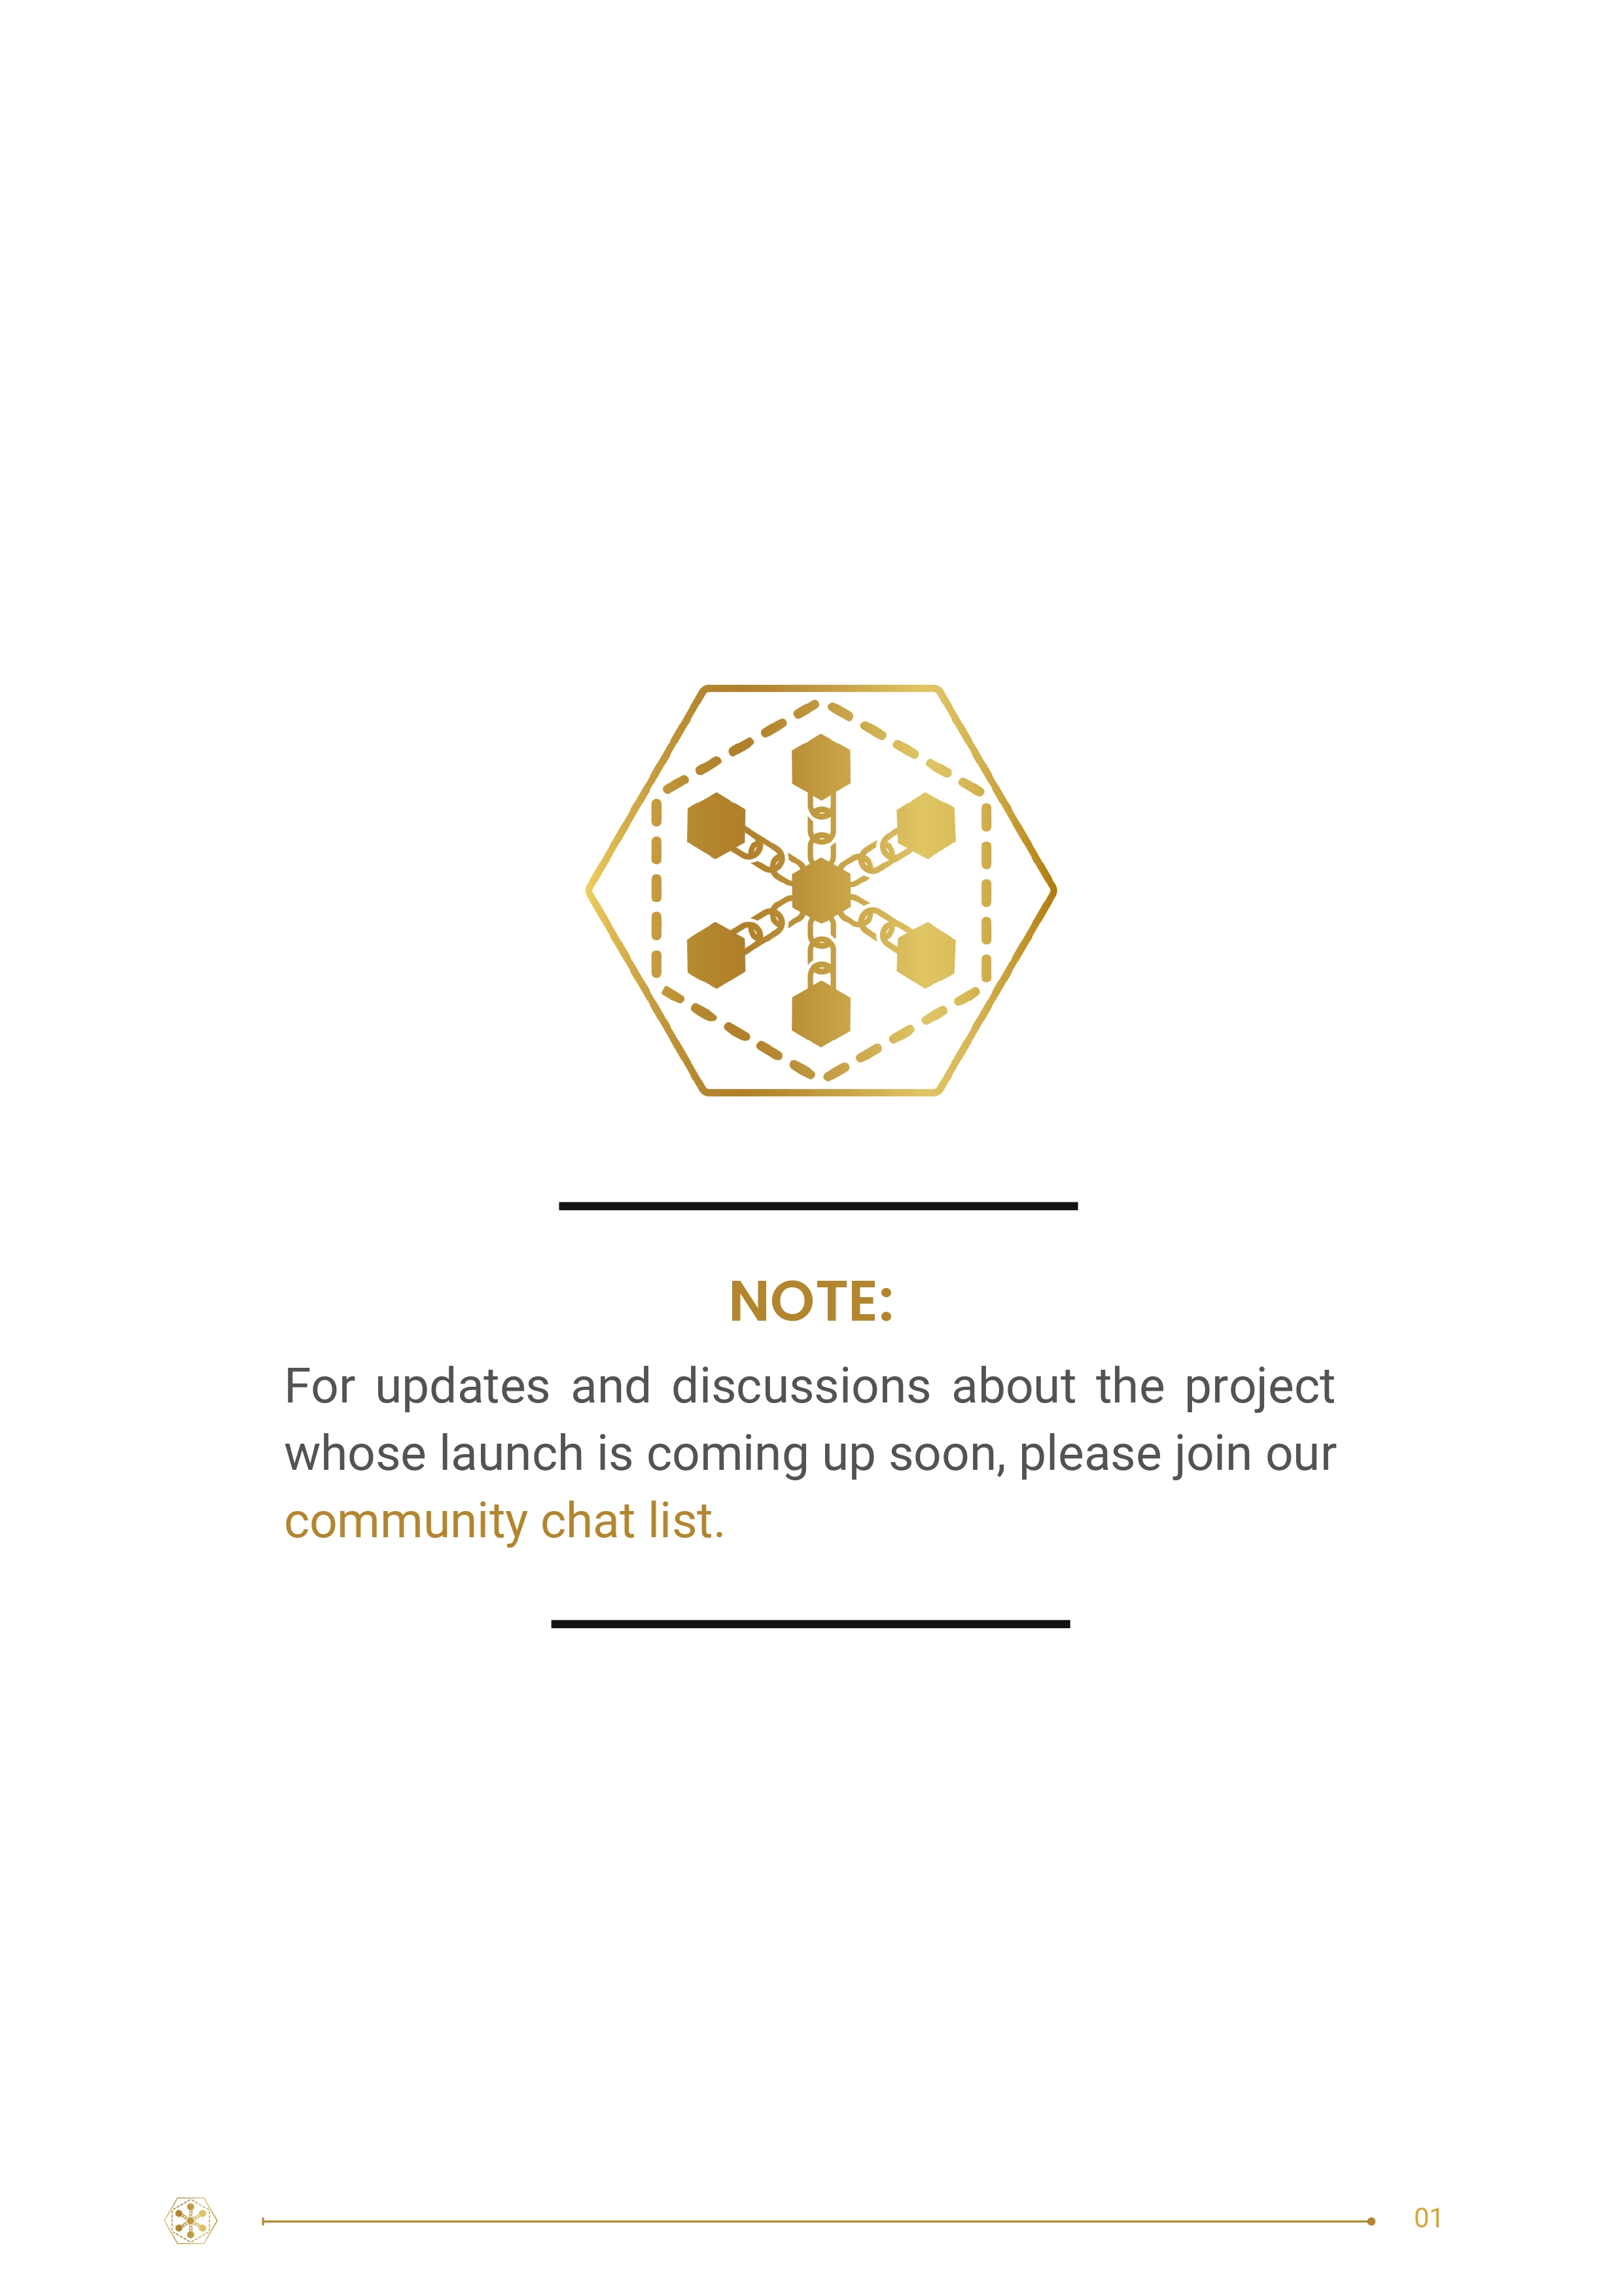 NOTE:
For updates and discussions about the project
whose launch is coming up soon, please join our
community chat list.
01